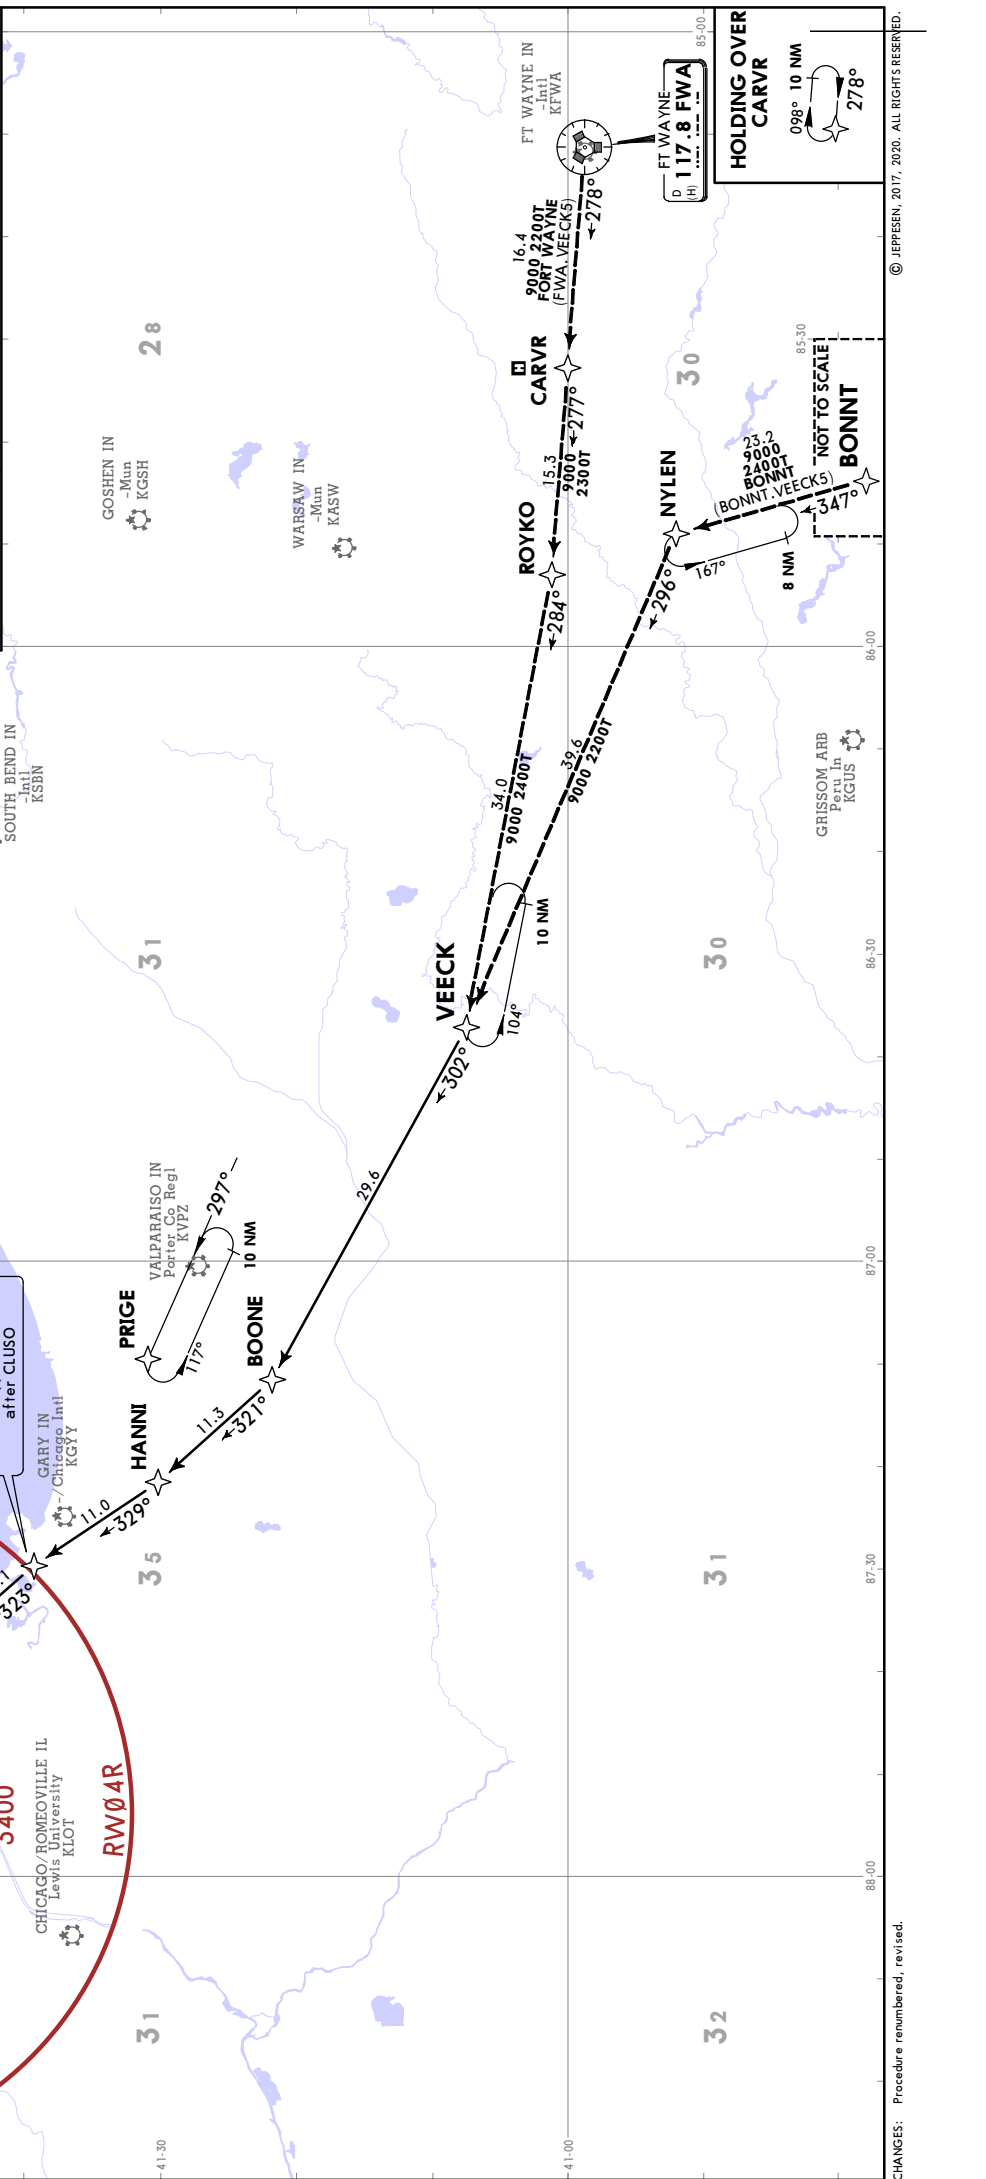 85-00
HOLDING OVER
CARVR
098° 10 NM
278°
© JEPPESEN, 2017, 2020. ALL RIGHTS RESERVED.
FT WAYNE IN
-Intl
KFWA
FT WAYNE
D
(H)
117.8 FWA
278°
16.4
9000 2200T
FORT WAYNE
(FWA.VEECK5)
28
H
CARVR
277°
15.3
9000
2300T
ROYKO
284°
30
85-30
NOT TO SCALE
BONNT
347°
23.2
9000
2400T
BONNT
(BONNT.VEECK5)
NYLEN
167°
8 NM
296°
GOSHEN IN
-Mun
KGSH
WARSAW IN
-Mun
KASW
86-00
SOUTH BEND IN
-Intl
KSBN
34.0
9000 2400T
39.6
9000 2200T
GRISSOM ARB
Peru In
KGUS
31
30
86-30
VEECK
10 NM
104°
302°
29.6
VALPARAISO IN
Porter Co Regl
KVPZ
297°
10 NM
87-00
PRIGE
117°
BOONE
321°
11.3
HANNI
329°
11.0
after CLUSO
GARY IN
-/Chicago Intl
KGYY
.1
323°
35
31
87-30
3400
RWØ4R
CHICAGO/ROMEOVILLE IL
Lewis University
KLOT
88-00
31
32
41-30
41-00
CHANGES: Procedure renumbered, revised.